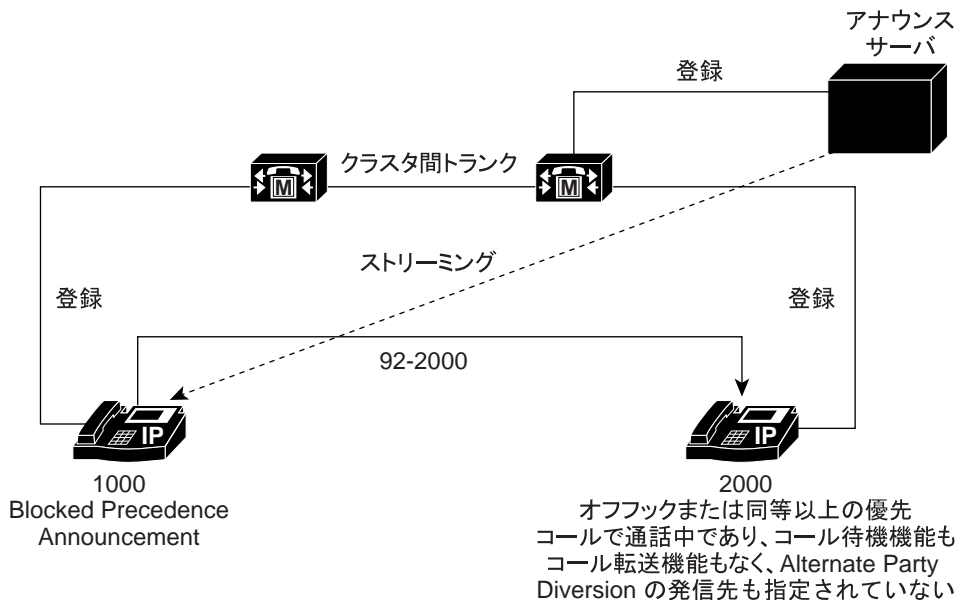 アナウンス
サーバ
登録
クラスタ間トランク
M
M
ストリーミング
登録
登録
92-2000
IP
IP
1000
Blocked Precedence
Announcement
2000
オフフックまたは同等以上の優先
コールで通話中であり、コール待機機能も
コール転送機能もなく、Alternate Party
Diversion の発信先も指定されていない